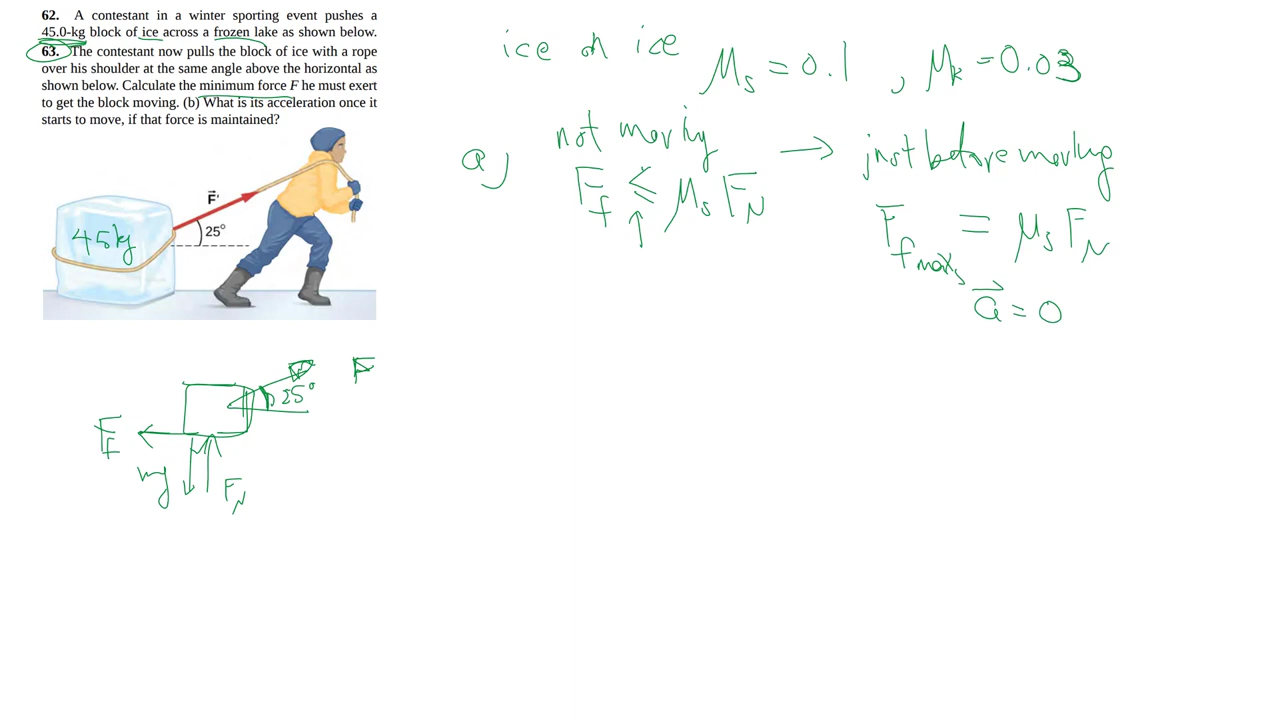 62. A contestant in a winter sporting event pushes a
45.0-kg block of ice across a frozen lake as shown below.
63. The contestant now pulls the block of ice with a rope
over his shoulder at the same angle above the horizontal as
shown below. Calculate the minimum force F he must exert
to get the block moving. (b) What is its acceleration once it
starts to move, if that force is maintained?
F'
25°
45kg
ice on ice μs = 0.1 , μk = 0.03
a) not moving → just before moving
Ff ≤ μs FN
Ff max,s = μs FN
a = 0
F
25°
Ff
mg
FN